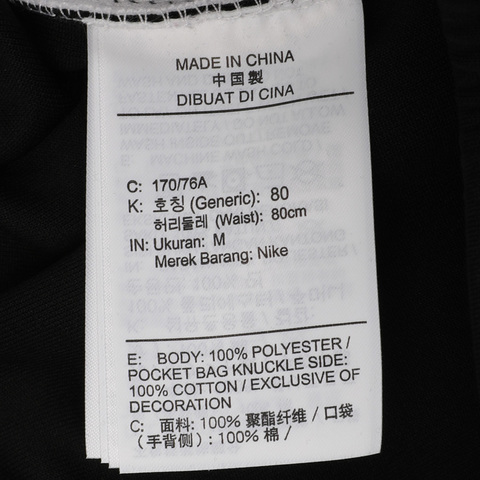 MADE IN CHINA
中国製
DIBUAT DI CINA
C: 170/76A
K: 호칭 (Generic): 80
허리둘레 (Waist): 80cm
IN: Ukuran: M
Merek Barang: Nike
E: BODY: 100% POLYESTER /
POCKET BAG KNUCKLE SIDE:
100% COTTON / EXCLUSIVE OF
DECORATION
C: 面料: 100% 聚酯纤维 / 口袋
（手背侧）: 100% 棉 /